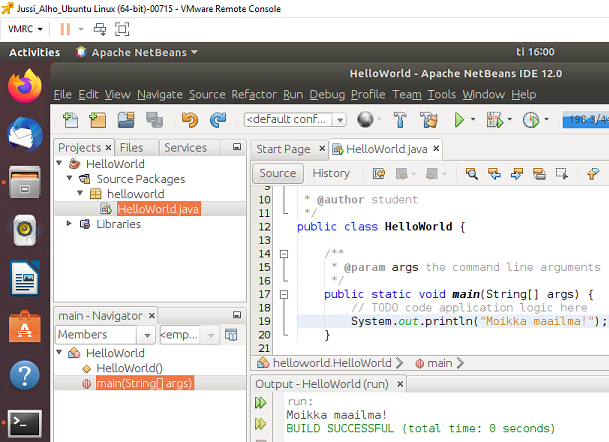 Jussi_Alho_Ubuntu Linux (64-bit)-00715 - VMware Remote Console
VMRC
Activities Apache NetBeans ti 16:00
HelloWorld - Apache NetBeans IDE 12.0
File Edit View Navigate Source Refactor Run Debug Profile Team Tools Window Help
<default conf...
Projects Files Services
HelloWorld
Source Packages
helloworld
HelloWorld.java
Libraries
main - Navigator
Members <emp...
HelloWorld
HelloWorld()
main(String[] args)
Start Page HelloWorld.java
Source History
10 * @author student
11 */
12 public class HelloWorld {
13
14 /**
15 * @param args the command line arguments
16 */
17 public static void main(String[] args) {
18 // TODO code application logic here
19 System.out.println("Moikka maailma!");
20 }
21
helloworld.HelloWorld main
Output - HelloWorld (run)
run:
Moikka maailma!
BUILD SUCCESSFUL (total time: 0 seconds)